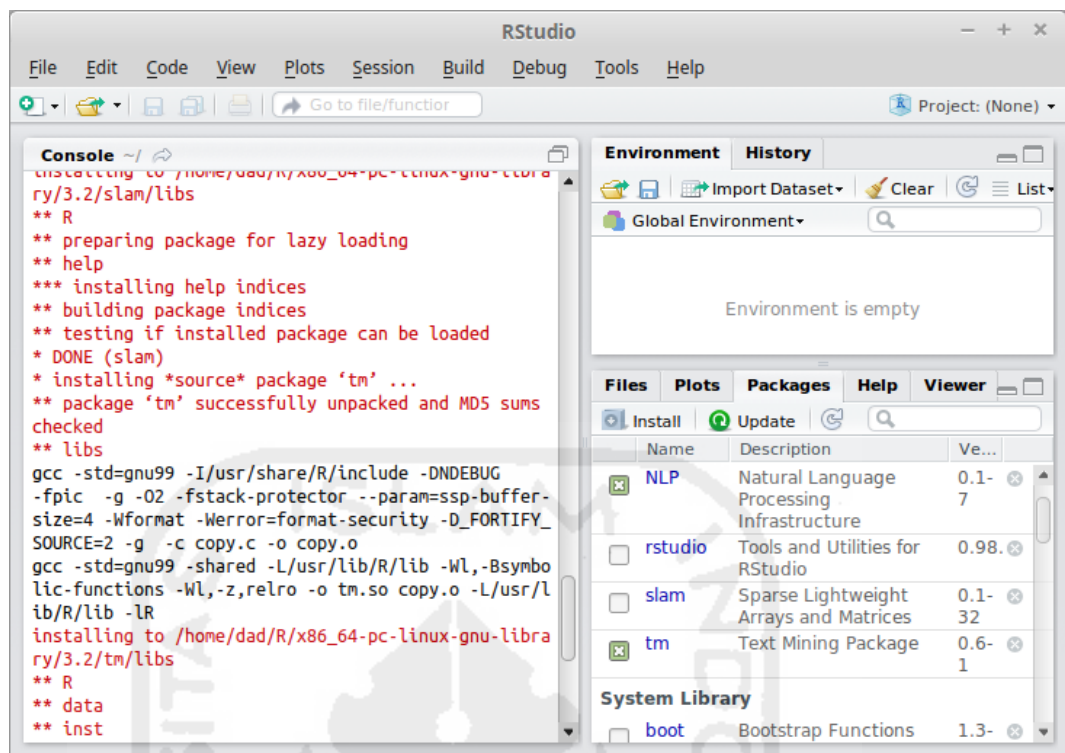 RStudio
File Edit Code View Plots Session Build Debug Tools Help
Go to file/function
Project: (None)
Console ~/
installing to /home/dad/R/x86_64-pc-linux-gnu-libra
ry/3.2/slam/libs
** R
** preparing package for lazy loading
** help
*** installing help indices
** building package indices
** testing if installed package can be loaded
* DONE (slam)
* installing *source* package ‘tm’ ...
** package ‘tm’ successfully unpacked and MD5 sums
checked
** libs
gcc -std=gnu99 -I/usr/share/R/include -DNDEBUG
-fpic  -g -O2 -fstack-protector --param=ssp-buffer-
size=4 -Wformat -Werror=format-security -D_FORTIFY_
SOURCE=2 -g  -c copy.c -o copy.o
gcc -std=gnu99 -shared -L/usr/lib/R/lib -Wl,-Bsymbo
lic-functions -Wl,-z,relro -o tm.so copy.o -L/usr/l
ib/R/lib -lR
installing to /home/dad/R/x86_64-pc-linux-gnu-libra
ry/3.2/tm/libs
** R
** data
** inst
Environment History
Import Dataset Clear List
Global Environment
Environment is empty
Files Plots Packages Help Viewer
Install Update
Name Description Ve...
NLP Natural Language 0.1-
Processing 7
Infrastructure
rstudio Tools and Utilities for 0.98.
RStudio
slam Sparse Lightweight 0.1-
Arrays and Matrices 32
tm Text Mining Package 0.6-
1
System Library
boot Bootstrap Functions 1.3-